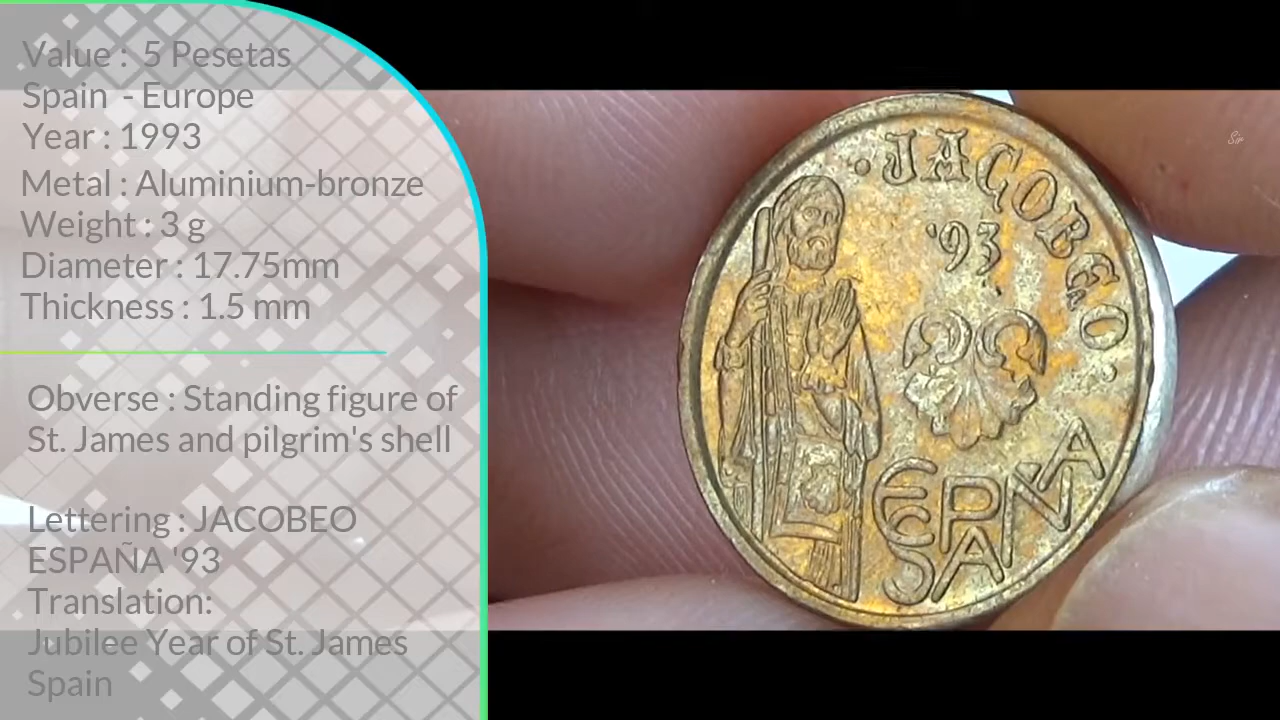 Value : 5 Pesetas
Spain - Europe
Year : 1993
Metal : Aluminium-bronze
Weight : 3 g
Diameter : 17.75mm
Thickness : 1.5 mm
Obverse : Standing figure of
St. James and pilgrim's shell
Lettering : JACOBEO
ESPAÑA '93
Translation:
Jubilee Year of St. James
Spain
· JACOBEO ·
'93
ESPAÑA
Sip